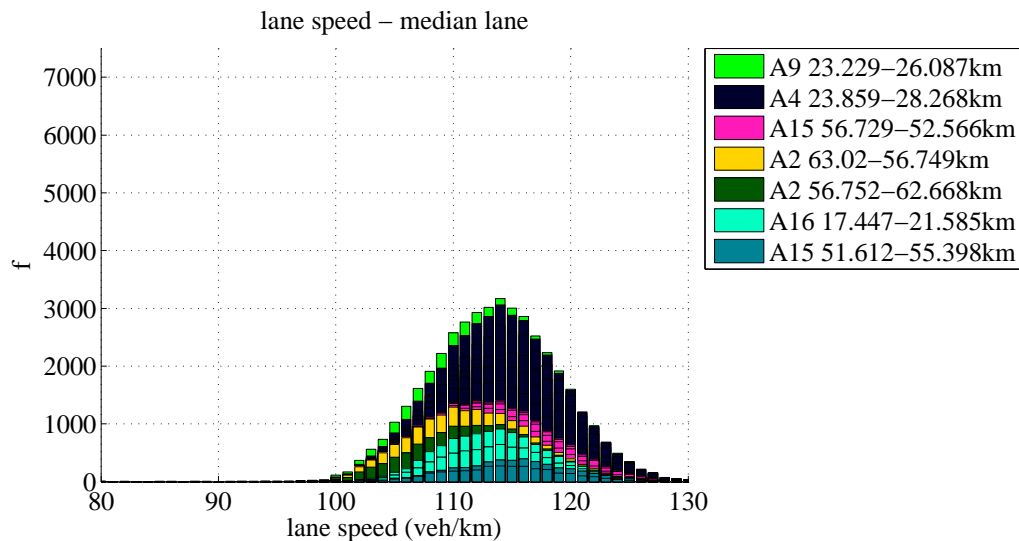 lane speed − median lane
7000
6000
5000
4000
3000
2000
1000
0
f
80
90
100
110
120
130
lane speed (veh/km)
A9 23.229−26.087km
A4 23.859−28.268km
A15 56.729−52.566km
A2 63.02−56.749km
A2 56.752−62.668km
A16 17.447−21.585km
A15 51.612−55.398km